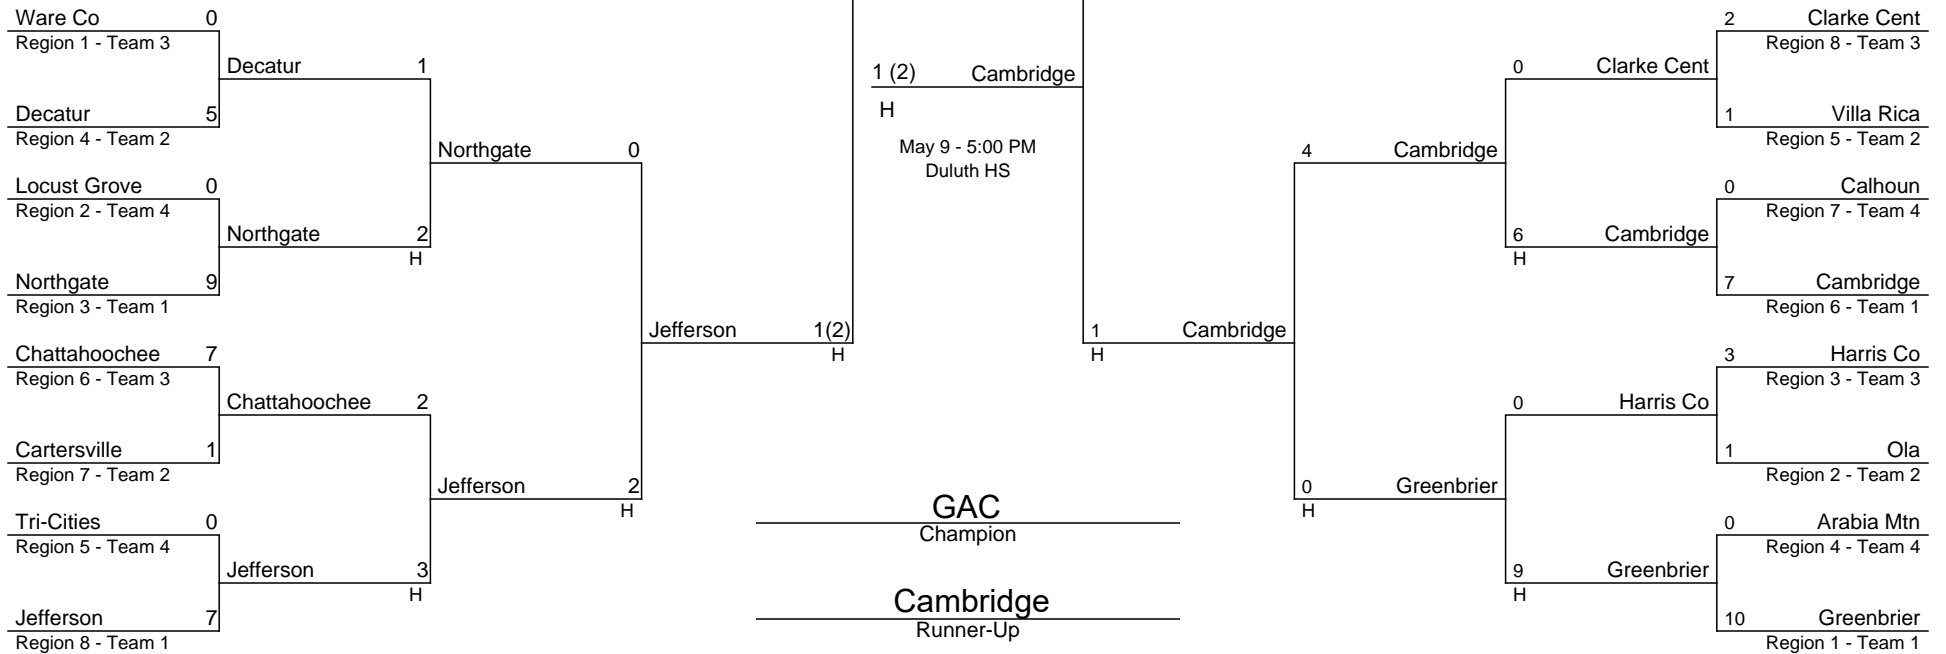 Ware Co 0
Region 1 - Team 3
Decatur 1
Decatur 5
Region 4 - Team 2
Northgate 0
Locust Grove 0
Region 2 - Team 4
Northgate 2
H
Northgate 9
Region 3 - Team 1
Jefferson 1(2)
H
Chattahoochee 7
Region 6 - Team 3
Chattahoochee 2
Cartersville 1
Region 7 - Team 2
Jefferson 2
H
Tri-Cities 0
Region 5 - Team 4
Jefferson 3
H
Jefferson 7
Region 8 - Team 1
1 (2) Cambridge
H
May 9 - 5:00 PM
Duluth HS
GAC
Champion
Cambridge
Runner-Up
2 Clarke Cent
Region 8 - Team 3
0 Clarke Cent
1 Villa Rica
Region 5 - Team 2
4 Cambridge
0 Calhoun
Region 7 - Team 4
6 Cambridge
H
7 Cambridge
Region 6 - Team 1
1 Cambridge
H
3 Harris Co
Region 3 - Team 3
0 Harris Co
1 Ola
Region 2 - Team 2
0 Greenbrier
H
0 Arabia Mtn
Region 4 - Team 4
9 Greenbrier
H
10 Greenbrier
Region 1 - Team 1